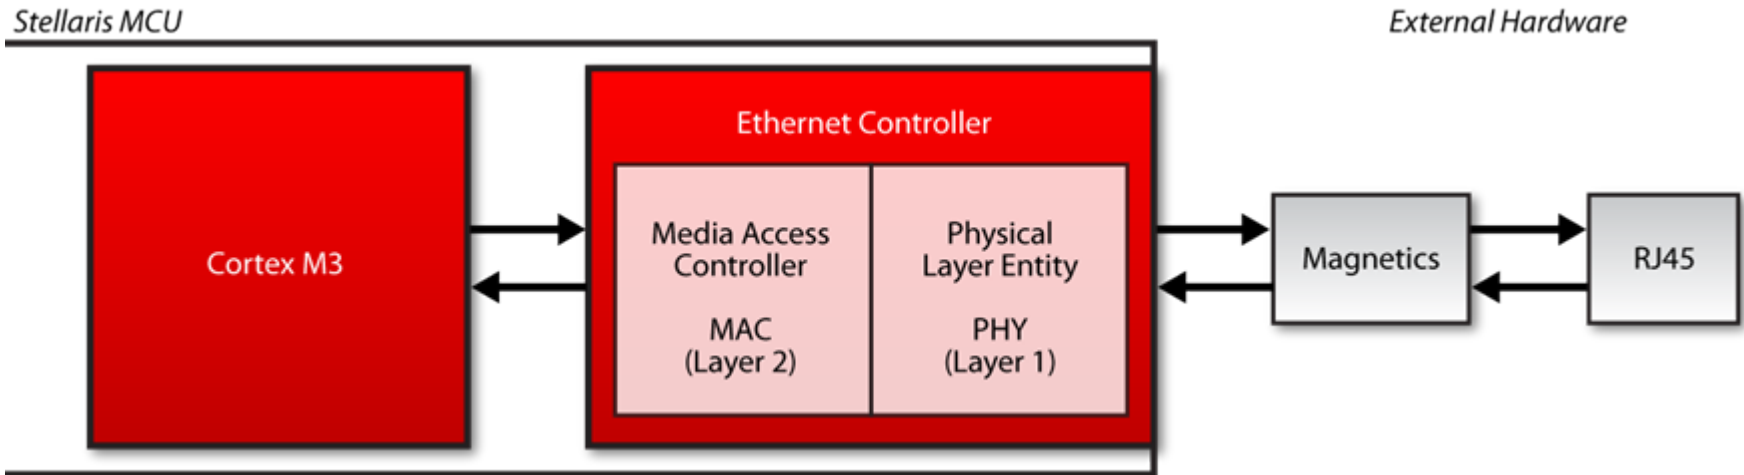 Stellaris MCU
External Hardware
Cortex M3
Ethernet Controller
Media Access
Controller
MAC
(Layer 2)
Physical
Layer Entity
PHY
(Layer 1)
Magnetics
RJ45